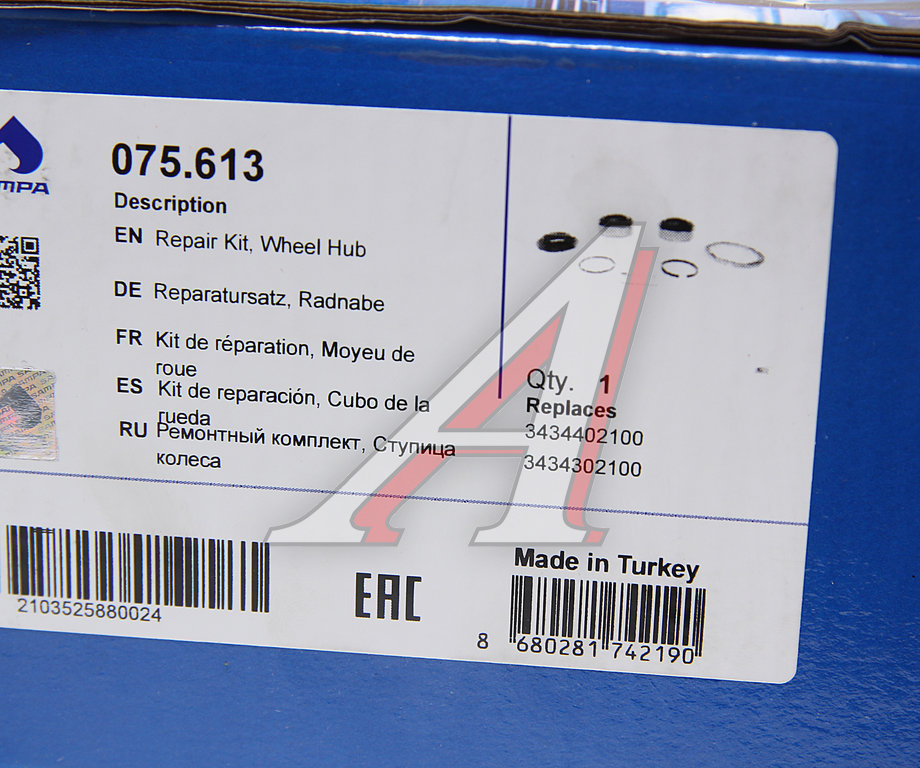 075.613
Description
EN Repair Kit, Wheel Hub
DE Reparatursatz, Radnabe
FR Kit de réparation, Moyeu de
roue
ES Kit de reparación, Cubo de la
rueda
RU Ремонтный комплект, Ступица
колеса
Qty. 1
Replaces
3434402100
3434302100
2103525880024
EAC
Made in Turkey
8 680281 742190